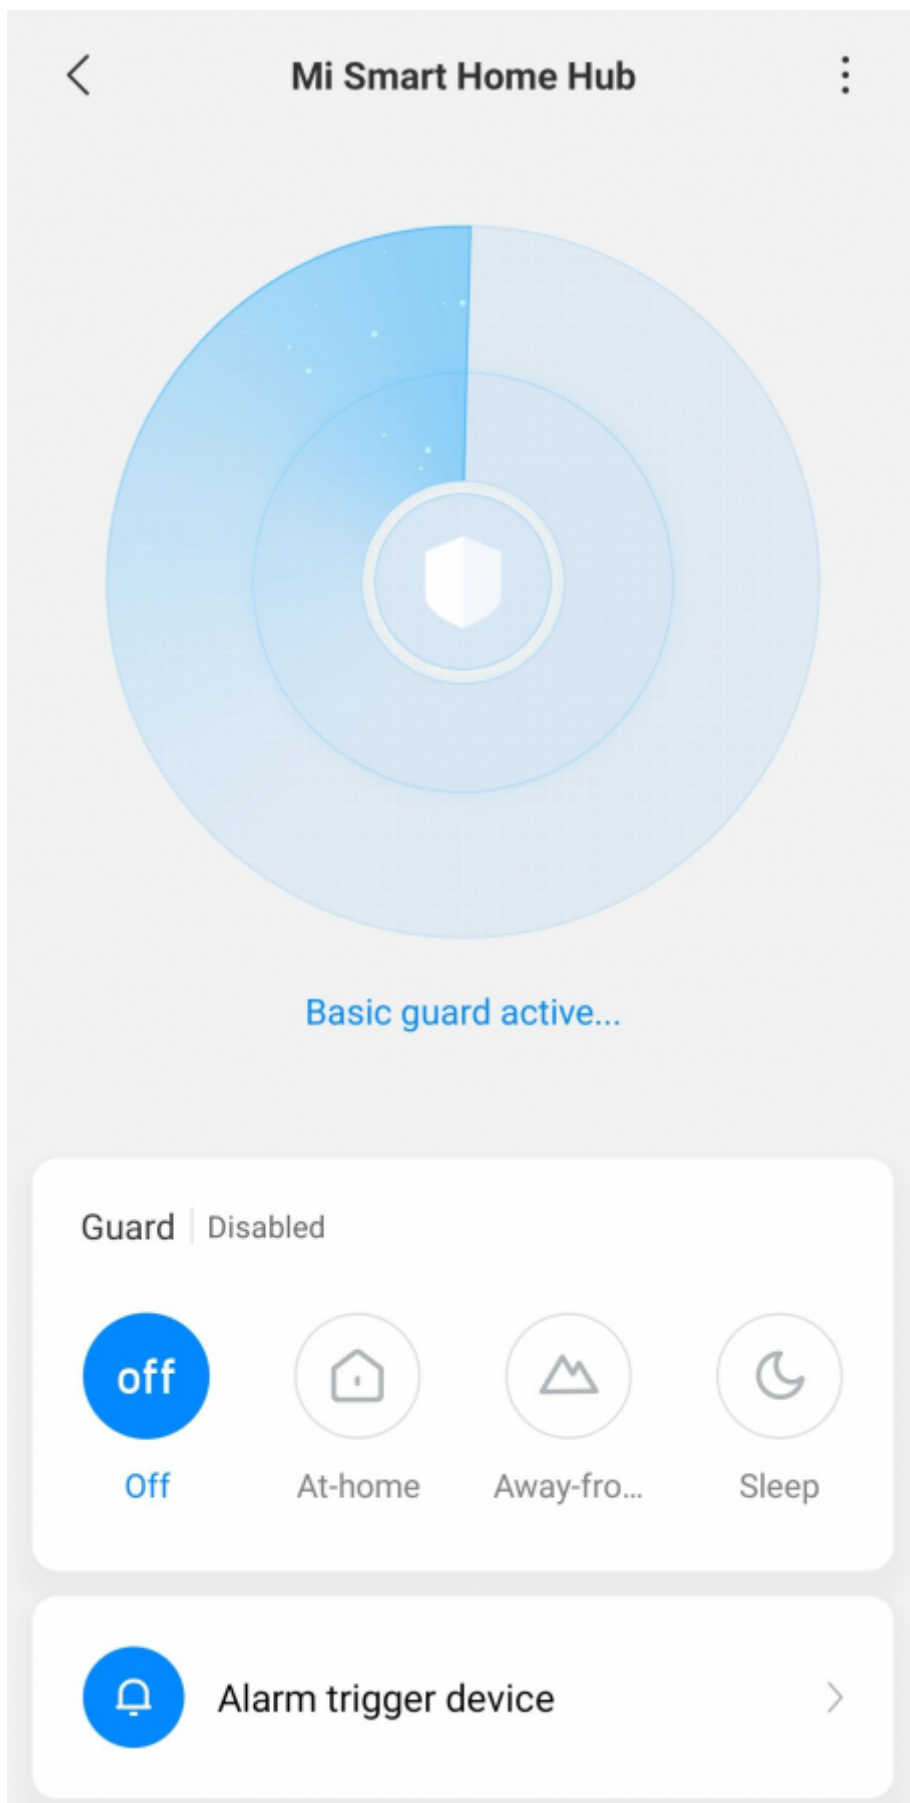 Mi Smart Home Hub
Basic guard active...
Guard Disabled
off
Off At-home Away-fro... Sleep
Alarm trigger device